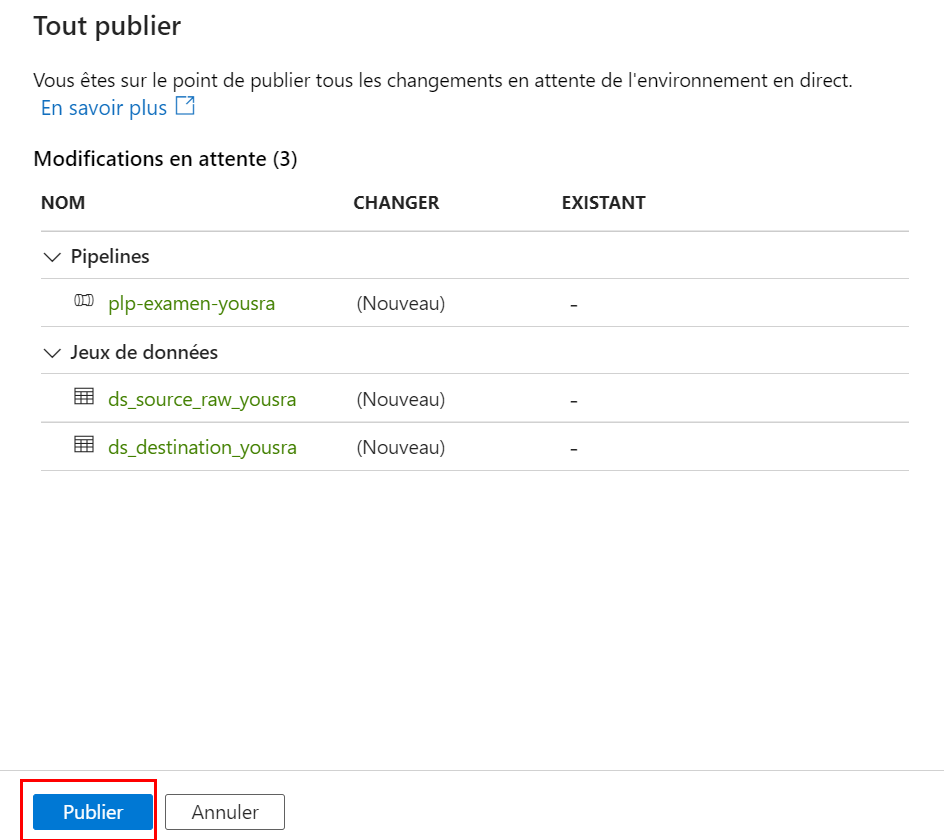 Tout publier
Vous êtes sur le point de publier tous les changements en attente de l'environnement en direct.
En savoir plus
Modifications en attente (3)
NOM CHANGER EXISTANT
Pipelines
plp-examen-yousra (Nouveau) -
Jeux de données
ds_source_raw_yousra (Nouveau) -
ds_destination_yousra (Nouveau) -
Publier Annuler